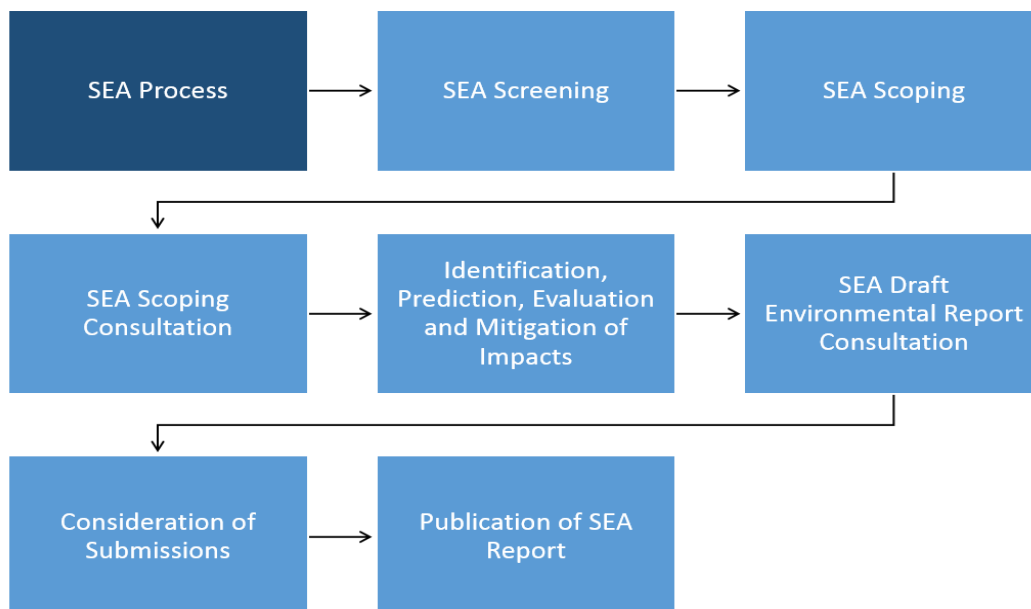 SEA Process
SEA Screening
SEA Scoping
SEA Scoping
Consultation
Identification,
Prediction, Evaluation
and Mitigation of
Impacts
SEA Draft
Environmental Report
Consultation
Consideration of
Submissions
Publication of SEA
Report